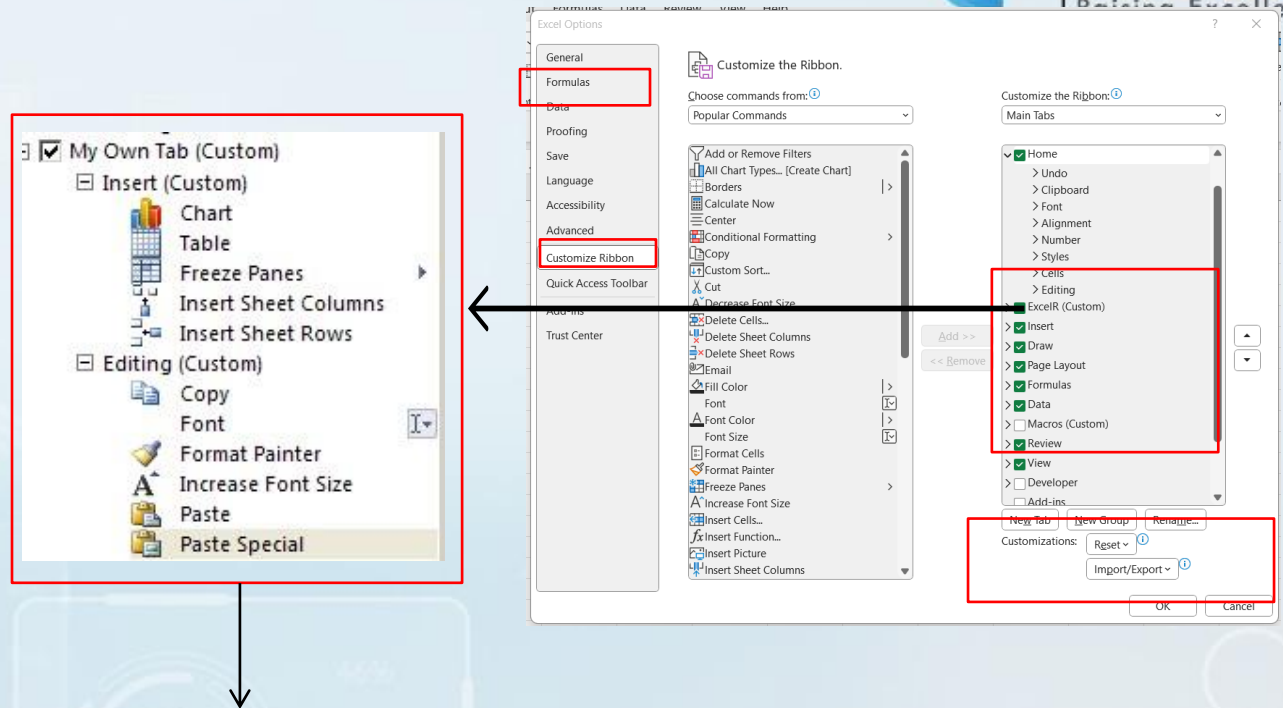 Formulas Data Review View Help
Excel Options
?
General
Formulas
Data
Proofing
Save
Language
Accessibility
Advanced
Customize Ribbon
Quick Access Toolbar
Add-ins
Trust Center
Customize the Ribbon.
Choose commands from:
Popular Commands
Add or Remove Filters
All Chart Types... [Create Chart]
Borders
Calculate Now
Center
Conditional Formatting
Copy
Custom Sort...
Cut
Decrease Font Size
Delete Cells...
Delete Sheet Columns
Delete Sheet Rows
Email
Fill Color
Font
Font Color
Font Size
Format Cells
Format Painter
Freeze Panes
Increase Font Size
Insert Cells...
Insert Function...
Insert Picture
Insert Sheet Columns
Add >>
<< Remove
Customize the Ribbon:
Main Tabs
Home
Undo
Clipboard
Font
Alignment
Number
Styles
Cells
Editing
ExcelR (Custom)
Insert
Draw
Page Layout
Formulas
Data
Macros (Custom)
Review
View
Developer
Add-ins
New Tab New Group Rename...
Customizations: Reset
Import/Export
OK Cancel
My Own Tab (Custom)
Insert (Custom)
Chart
Table
Freeze Panes
Insert Sheet Columns
Insert Sheet Rows
Editing (Custom)
Copy
Font
Format Painter
Increase Font Size
Paste
Paste Special